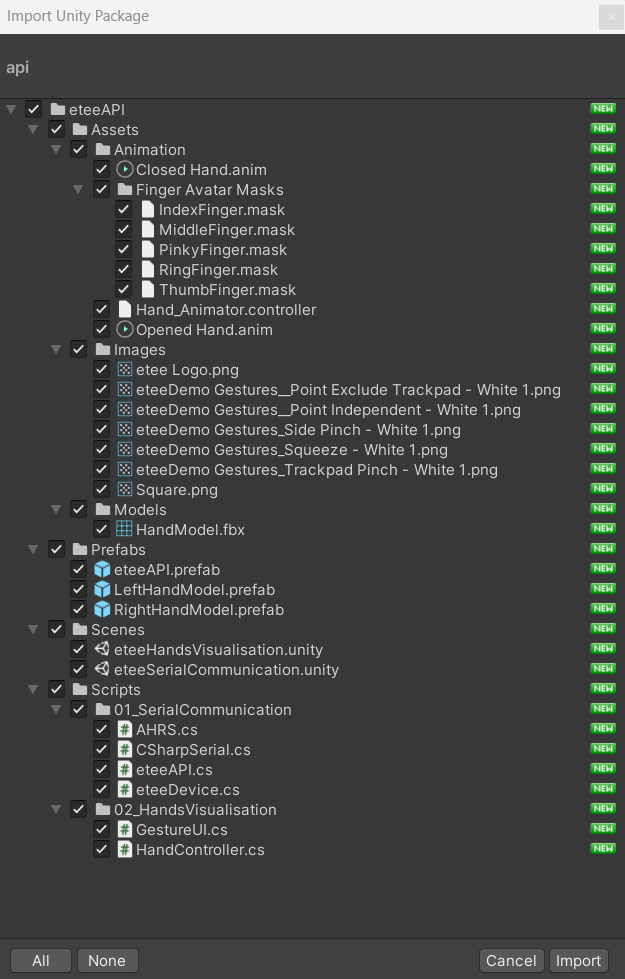 Import Unity Package
api
eteeAPI NEW
Assets NEW
Animation NEW
Closed Hand.anim NEW
Finger Avatar Masks NEW
IndexFinger.mask NEW
MiddleFinger.mask NEW
PinkyFinger.mask NEW
RingFinger.mask NEW
ThumbFinger.mask NEW
Hand_Animator.controller NEW
Opened Hand.anim NEW
Images NEW
etee Logo.png NEW
eteeDemo Gestures__Point Exclude Trackpad - White 1.png NEW
eteeDemo Gestures__Point Independent - White 1.png NEW
eteeDemo Gestures_Side Pinch - White 1.png NEW
eteeDemo Gestures_Squeeze - White 1.png NEW
eteeDemo Gestures_Trackpad Pinch - White 1.png NEW
Square.png NEW
Models NEW
HandModel.fbx NEW
Prefabs NEW
eteeAPI.prefab NEW
LeftHandModel.prefab NEW
RightHandModel.prefab NEW
Scenes NEW
eteeHandsVisualisation.unity NEW
eteeSerialCommunication.unity NEW
Scripts NEW
01_SerialCommunication NEW
AHRS.cs NEW
CSharpSerial.cs NEW
eteeAPI.cs NEW
eteeDevice.cs NEW
02_HandsVisualisation NEW
GestureUI.cs NEW
HandController.cs NEW
All None Cancel Import